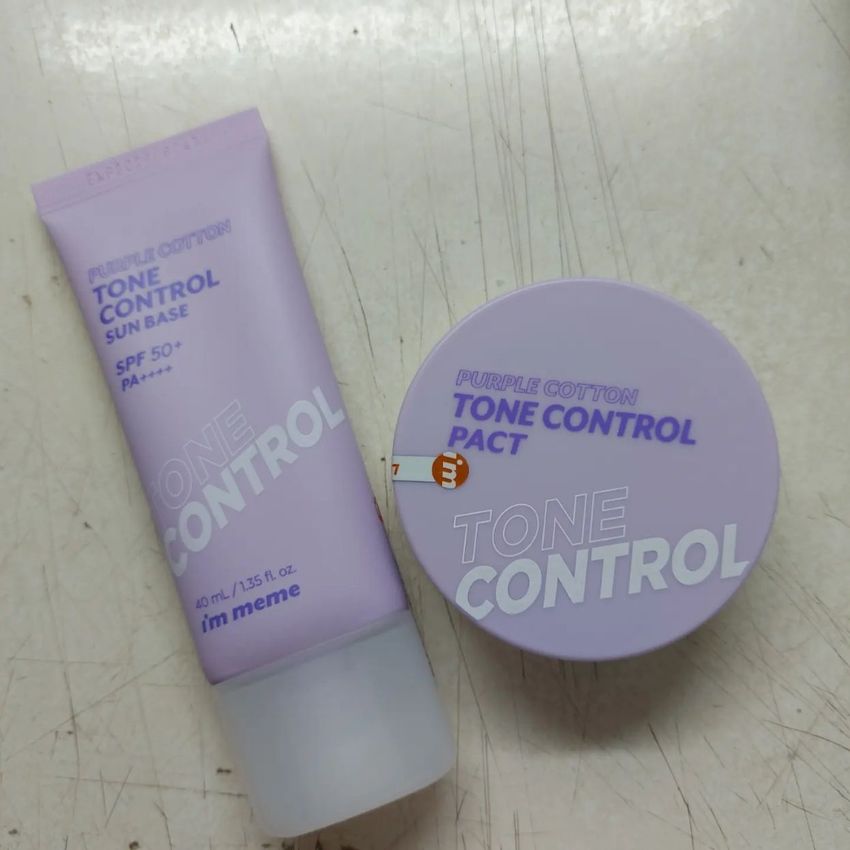 PURPLE COTTON
TONE
CONTROL
SUN BASE
SPF 50+
PA++++
TONE
CONTROL
40 mL / 1.35 fl. oz.
i'm meme
PURPLE COTTON
TONE CONTROL
PACT
7
i'm
TONE
CONTROL